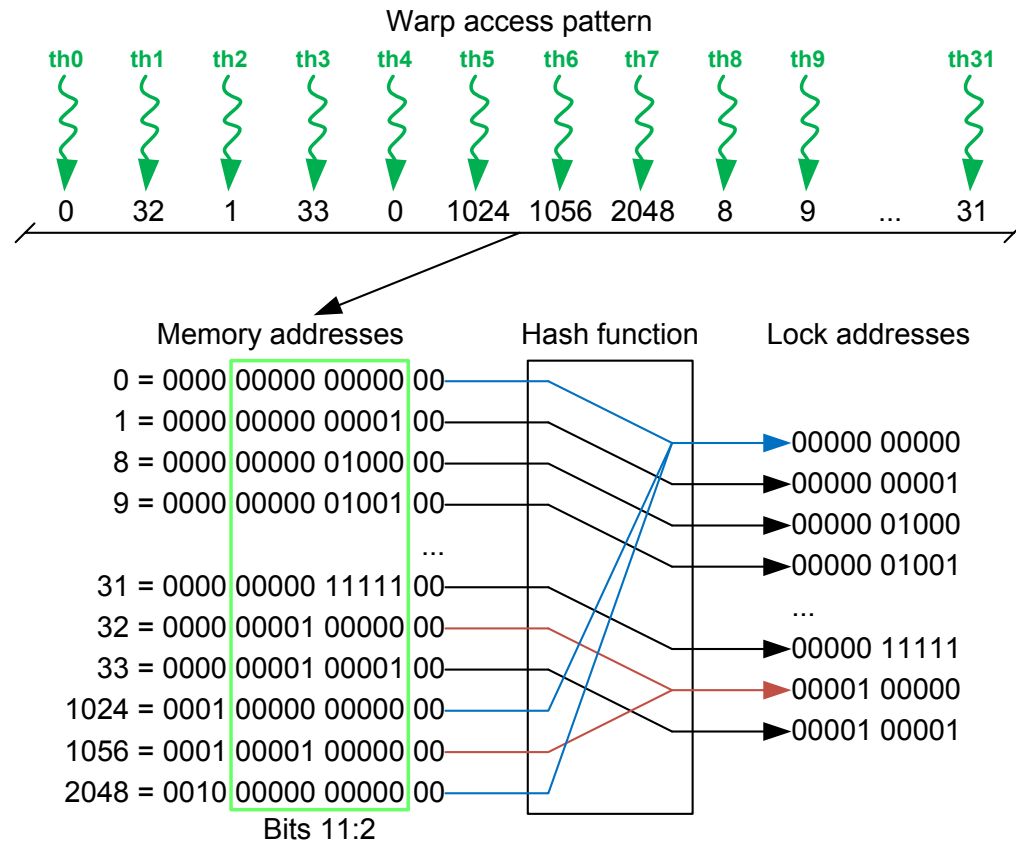 Warp access pattern
th0 th1 th2 th3 th4 th5 th6 th7 th8 th9 th31
0 32 1 33 0 1024 1056 2048 8 9 ... 31
Memory addresses Hash function Lock addresses
0 = 0000 00000 00000 00
1 = 0000 00000 00001 00
8 = 0000 00000 01000 00
9 = 0000 00000 01001 00
...
31 = 0000 00000 11111 00
32 = 0000 00001 00000 00
33 = 0000 00001 00001 00
1024 = 0001 00000 00000 00
1056 = 0001 00001 00000 00
2048 = 0010 00000 00000 00
Bits 11:2
00000 00000
00000 00001
00000 01000
00000 01001
...
00000 11111
00001 00000
00001 00001